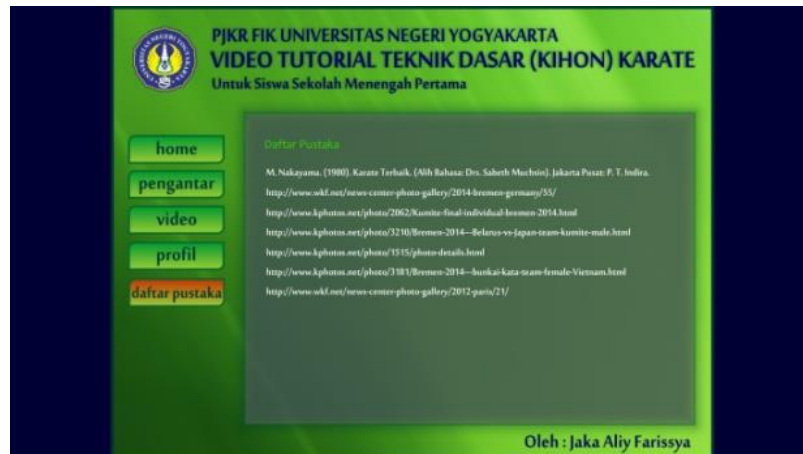 PJKR FIK UNIVERSITAS NEGERI YOGYAKARTA
VIDEO TUTORIAL TEKNIK DASAR (KIHON) KARATE
Untuk Siswa Sekolah Menengah Pertama
home
pengantar
video
profil
daftar pustaka
Daftar Pustaka
M. Nakayama. (1980). Karate Terbaik. (Alih Bahasa: Drs. Sabeth Muchsin). Jakarta Pusat: P. T. Indira.
http://www.wkf.net/news-center-photo-gallery/2014-bremen-germany/55/
http://www.kphotos.net/photo/2062/Kumite-final-individual-bremen-2014.html
http://www.kphotos.net/photo/3210/Bremen-2014---Belarus-vs-Japan-team-kumite-male.html
http://www.kphotos.net/photo/1515/photo-details.html
http://www.kphotos.net/photo/3181/Bremen-2014---bunkai-kata-team-female-Vietnam.html
http://www.wkf.net/news-center-photo-gallery/2012-paris/21/
Oleh : Jaka Aliy Farissya